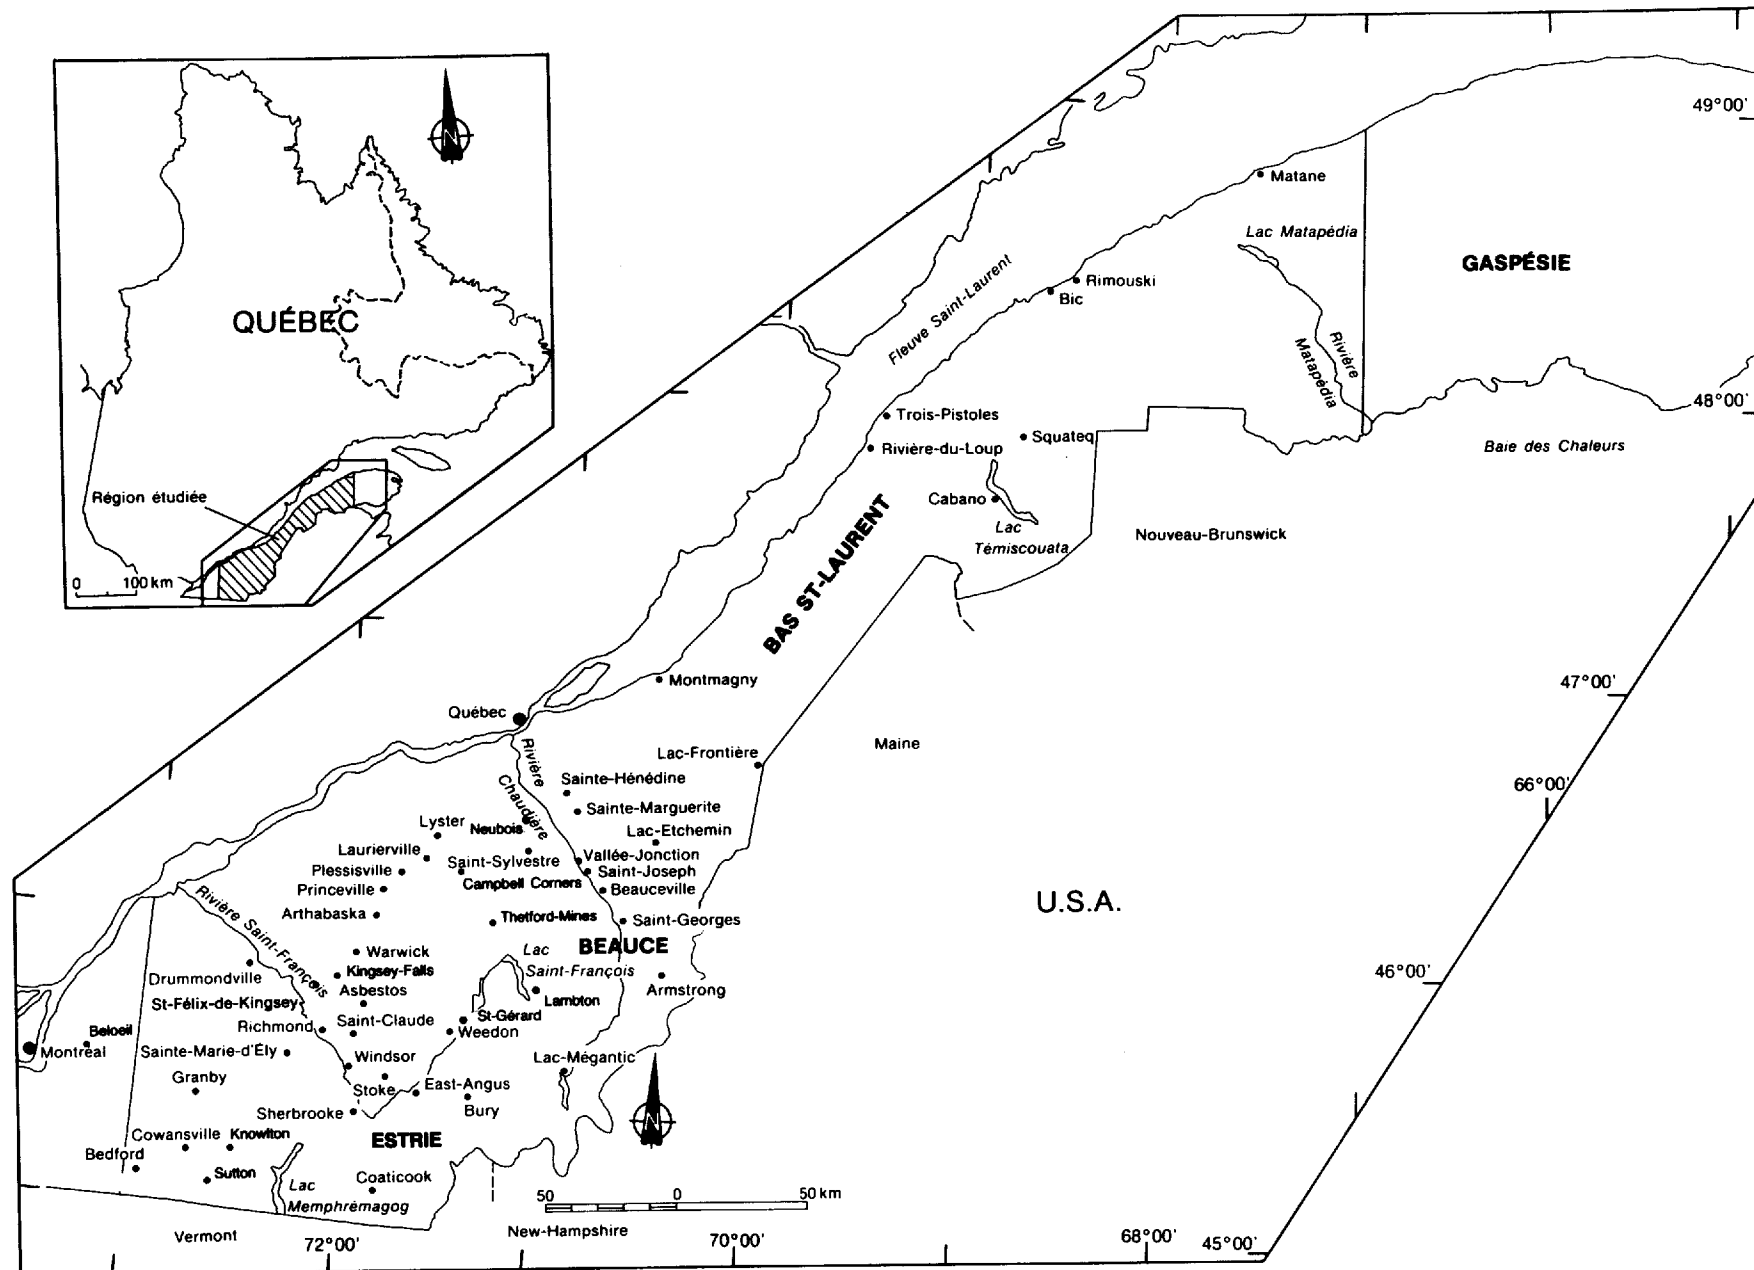 N
QUÉBEC
Région étudiée
0 100 km
49°00'
Matane
Lac Matapédia
GASPÉSIE
Rimouski
Bic
Fleuve Saint-Laurent
Rivière
Matapédia
48°00'
Trois-Pistoles
Squateq
Rivière-du-Loup
Baie des Chaleurs
Cabano
Lac
Témiscouata
Nouveau-Brunswick
BAS ST-LAURENT
Montmagny
47°00'
Québec
Rivière
Chaudière
Lac-Frontière
Maine
Sainte-Hénédine
66°00'
Sainte-Marguerite
Lyster
Neubois
Lac-Etchemin
Laurierville
Saint-Sylvestre
Vallée-Jonction
Plessisville
Saint-Joseph
Princeville
Campbell Corners
Beauceville
U.S.A.
Rivière Saint-François
Arthabaska
Thetford-Mines
Saint-Georges
BEAUCE
Warwick
Lac
Saint-François
Drummondville
Kingsey-Falls
46°00'
Asbestos
Armstrong
St-Félix-de-Kingsey
Lambton
Richmond
Saint-Claude
St-Gérard
Beloeil
Weedon
Montréal
Sainte-Marie-d'Ély
Windsor
Lac-Mégantic
Granby
Stoke
East-Angus
Sherbrooke
Bury
N
Cowansville
Knowlton
ESTRIE
Bedford
Sutton
Lac
Memphrémagog
Coaticook
50 0 50 km
Vermont
New-Hampshire
72°00'
70°00'
68°00'
45°00'